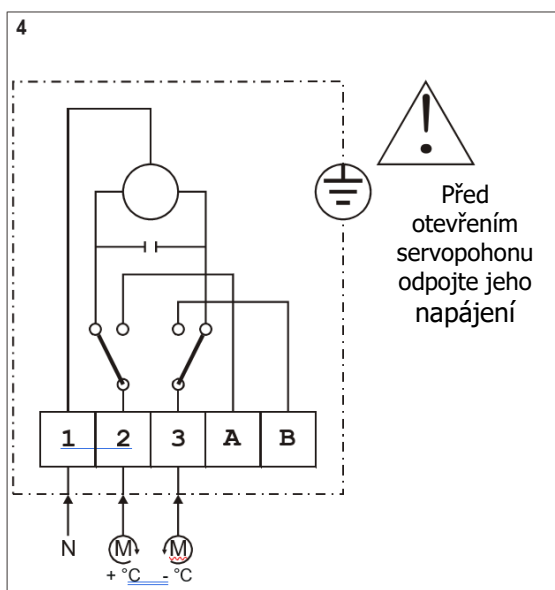 4
!
Před
otevřením
servopohonu
odpojte jeho
napájení
1 2 3 A B
N M M
+ °C - °C